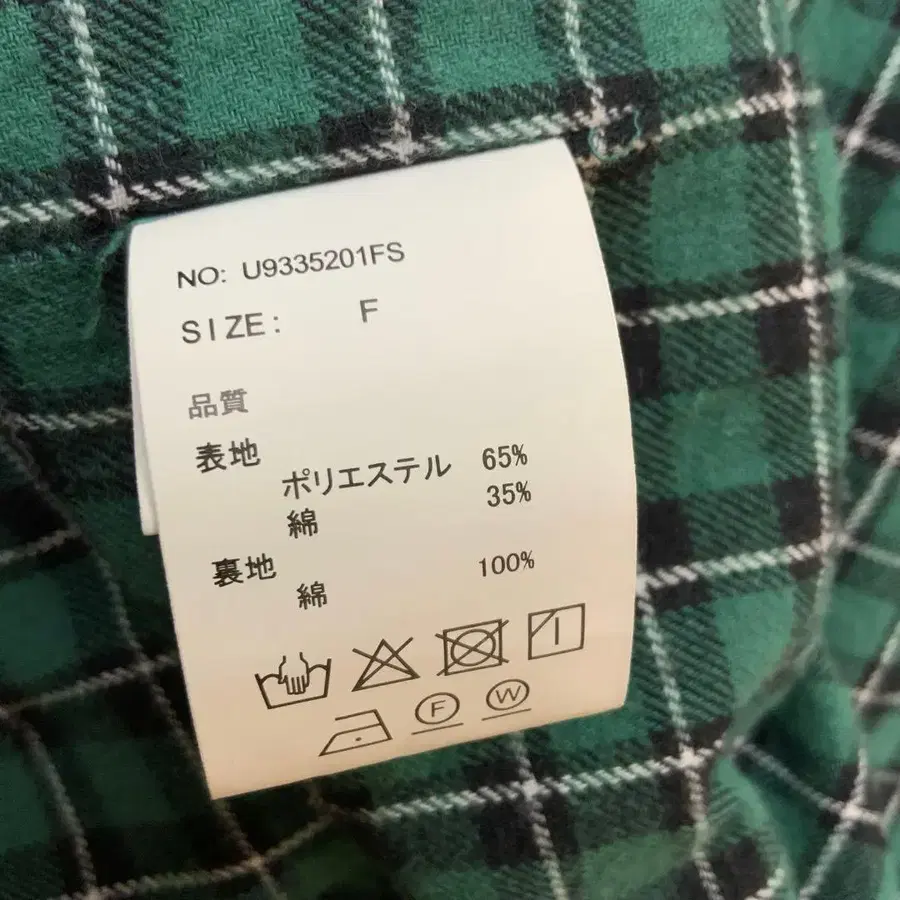 NO: U9335201FS
SIZE: F
品質
表地
ポリエステル 65%
綿 35%
裏地
綿 100%
F W